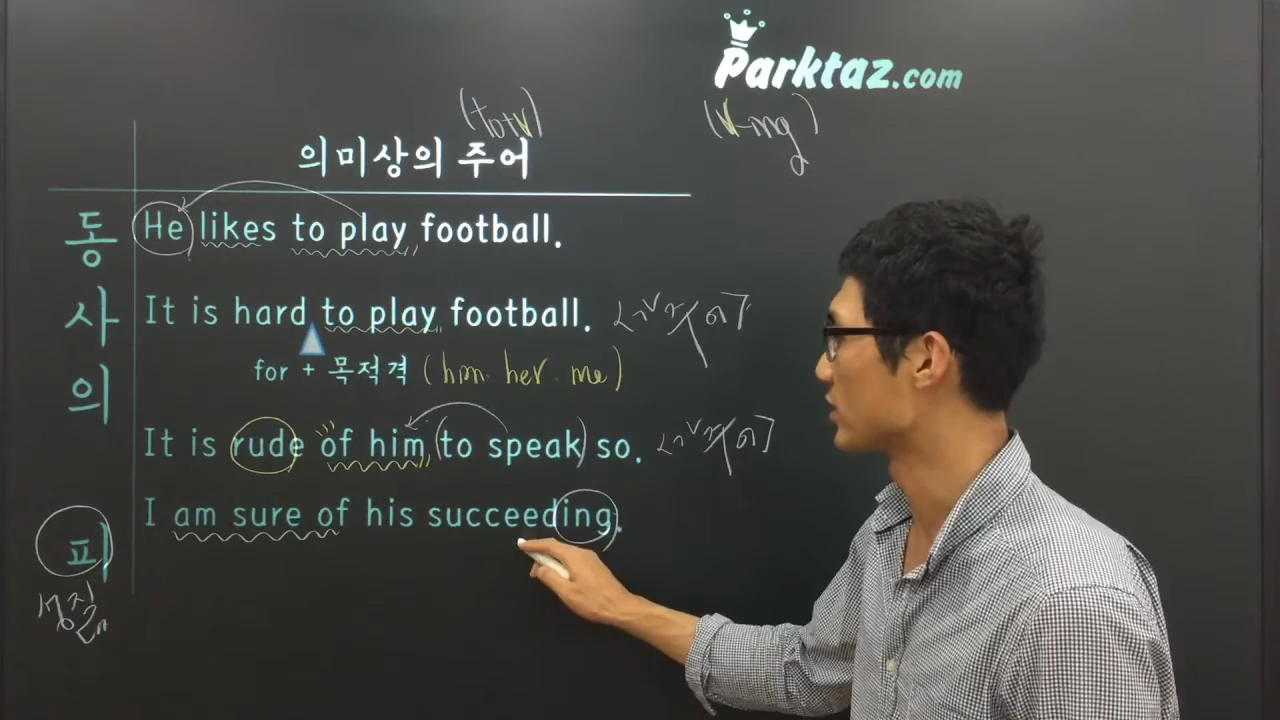 Parktaz.com
(to+v) (v-ing)
의미상의 주어
동사의 피
He likes to play football.
It is hard to play football.
for + 목적격 (him. her. me)
It is rude of him (to speak) so.
I am sure of his succeeding.
성질